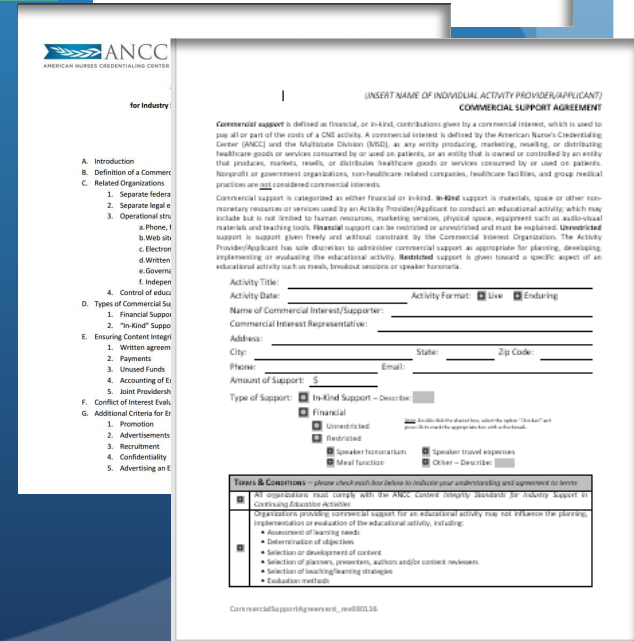 ANCC
AMERICAN NURSES CREDENTIALING CENTER
for Industry
A. Introduction
B. Definition of a Commerc
C. Related Organizations
1. Separate federa
2. Separate legal e
3. Operational stru
a. Phone,
b. Web sit
c. Electron
d. Written
e. Governa
f. Indepen
4. Control of educa
D. Types of Commercial Su
1. Financial Suppor
2. "In-Kind" Suppo
E. Ensuring Content Integri
1. Written agreem
2. Payments
3. Unused Funds
4. Accounting of E
5. Joint Providersh
F. Conflict of Interest Evalu
G. Additional Criteria for Er
1. Promotion
2. Advertisements
3. Recruitment
4. Confidentiality
5. Advertising an E
(INSERT NAME OF INDIVIDUAL ACTIVITY PROVIDER/APPLICANT)
COMMERCIAL SUPPORT AGREEMENT
Commercial support is defined as financial, or in-kind, contributions given by a commercial interest, which is used to
pay all or part of the costs of a CNE activity. A commercial interest is defined by the American Nurse's Credentialing
Center (ANCC) and the Multistate Division (MSD), as any entity producing, marketing, reselling, or distributing
healthcare goods or services consumed by or used on patients, or an entity that is owned or controlled by an entity
that produces, markets, resells, or distributes healthcare goods or services consumed by or used on patients.
Nonprofit or government organizations, non-healthcare related companies, healthcare facilities, and group medical
practices are not considered commercial interests.
Commercial support is categorized as either financial or in-kind. In-Kind support is materials, space or other non-
monetary resources or services used by an Activity Provider/Applicant to conduct an educational activity; which may
include but is not limited to human resources, marketing services, physical space, equipment such as audio-visual
materials and teaching tools. Financial support can be restricted or unrestricted and must be explained. Unrestricted
support is support given freely and without constraint by the Commercial Interest Organization. The Activity
Provider/Applicant has sole discretion to administer commercial support as appropriate for planning, developing,
implementing or evaluating the educational activity. Restricted support is given toward a specific aspect of an
educational activity such as meals, breakout sessions or speaker honoraria.
Activity Title:
Activity Date: Activity Format: Live Enduring
Name of Commercial Interest/Supporter:
Commercial Interest Representative:
Address:
City: State: Zip Code:
Phone: Email:
Amount of Support: $
Type of Support: In-Kind Support – Describe:
Financial
Unrestricted
Restricted
Note: Double click the shaded box, select the option "Checked" and
Speaker honorarium Speaker travel expenses
Meal function Other – Describe:
TERMS & CONDITIONS – please check each box below to indicate your understanding and agreement to terms
All organizations must comply with the ANCC Content Integrity Standards for Industry Support in
Continuing Education Activities
Organizations providing commercial support for an educational activity may not influence the planning,
implementation or evaluation of the educational activity, including:
• Assessment of learning needs
• Determination of objectives
• Selection or development of content
• Selection of planners, presenters, authors and/or content reviewers
• Selection of teaching/learning strategies
• Evaluation methods